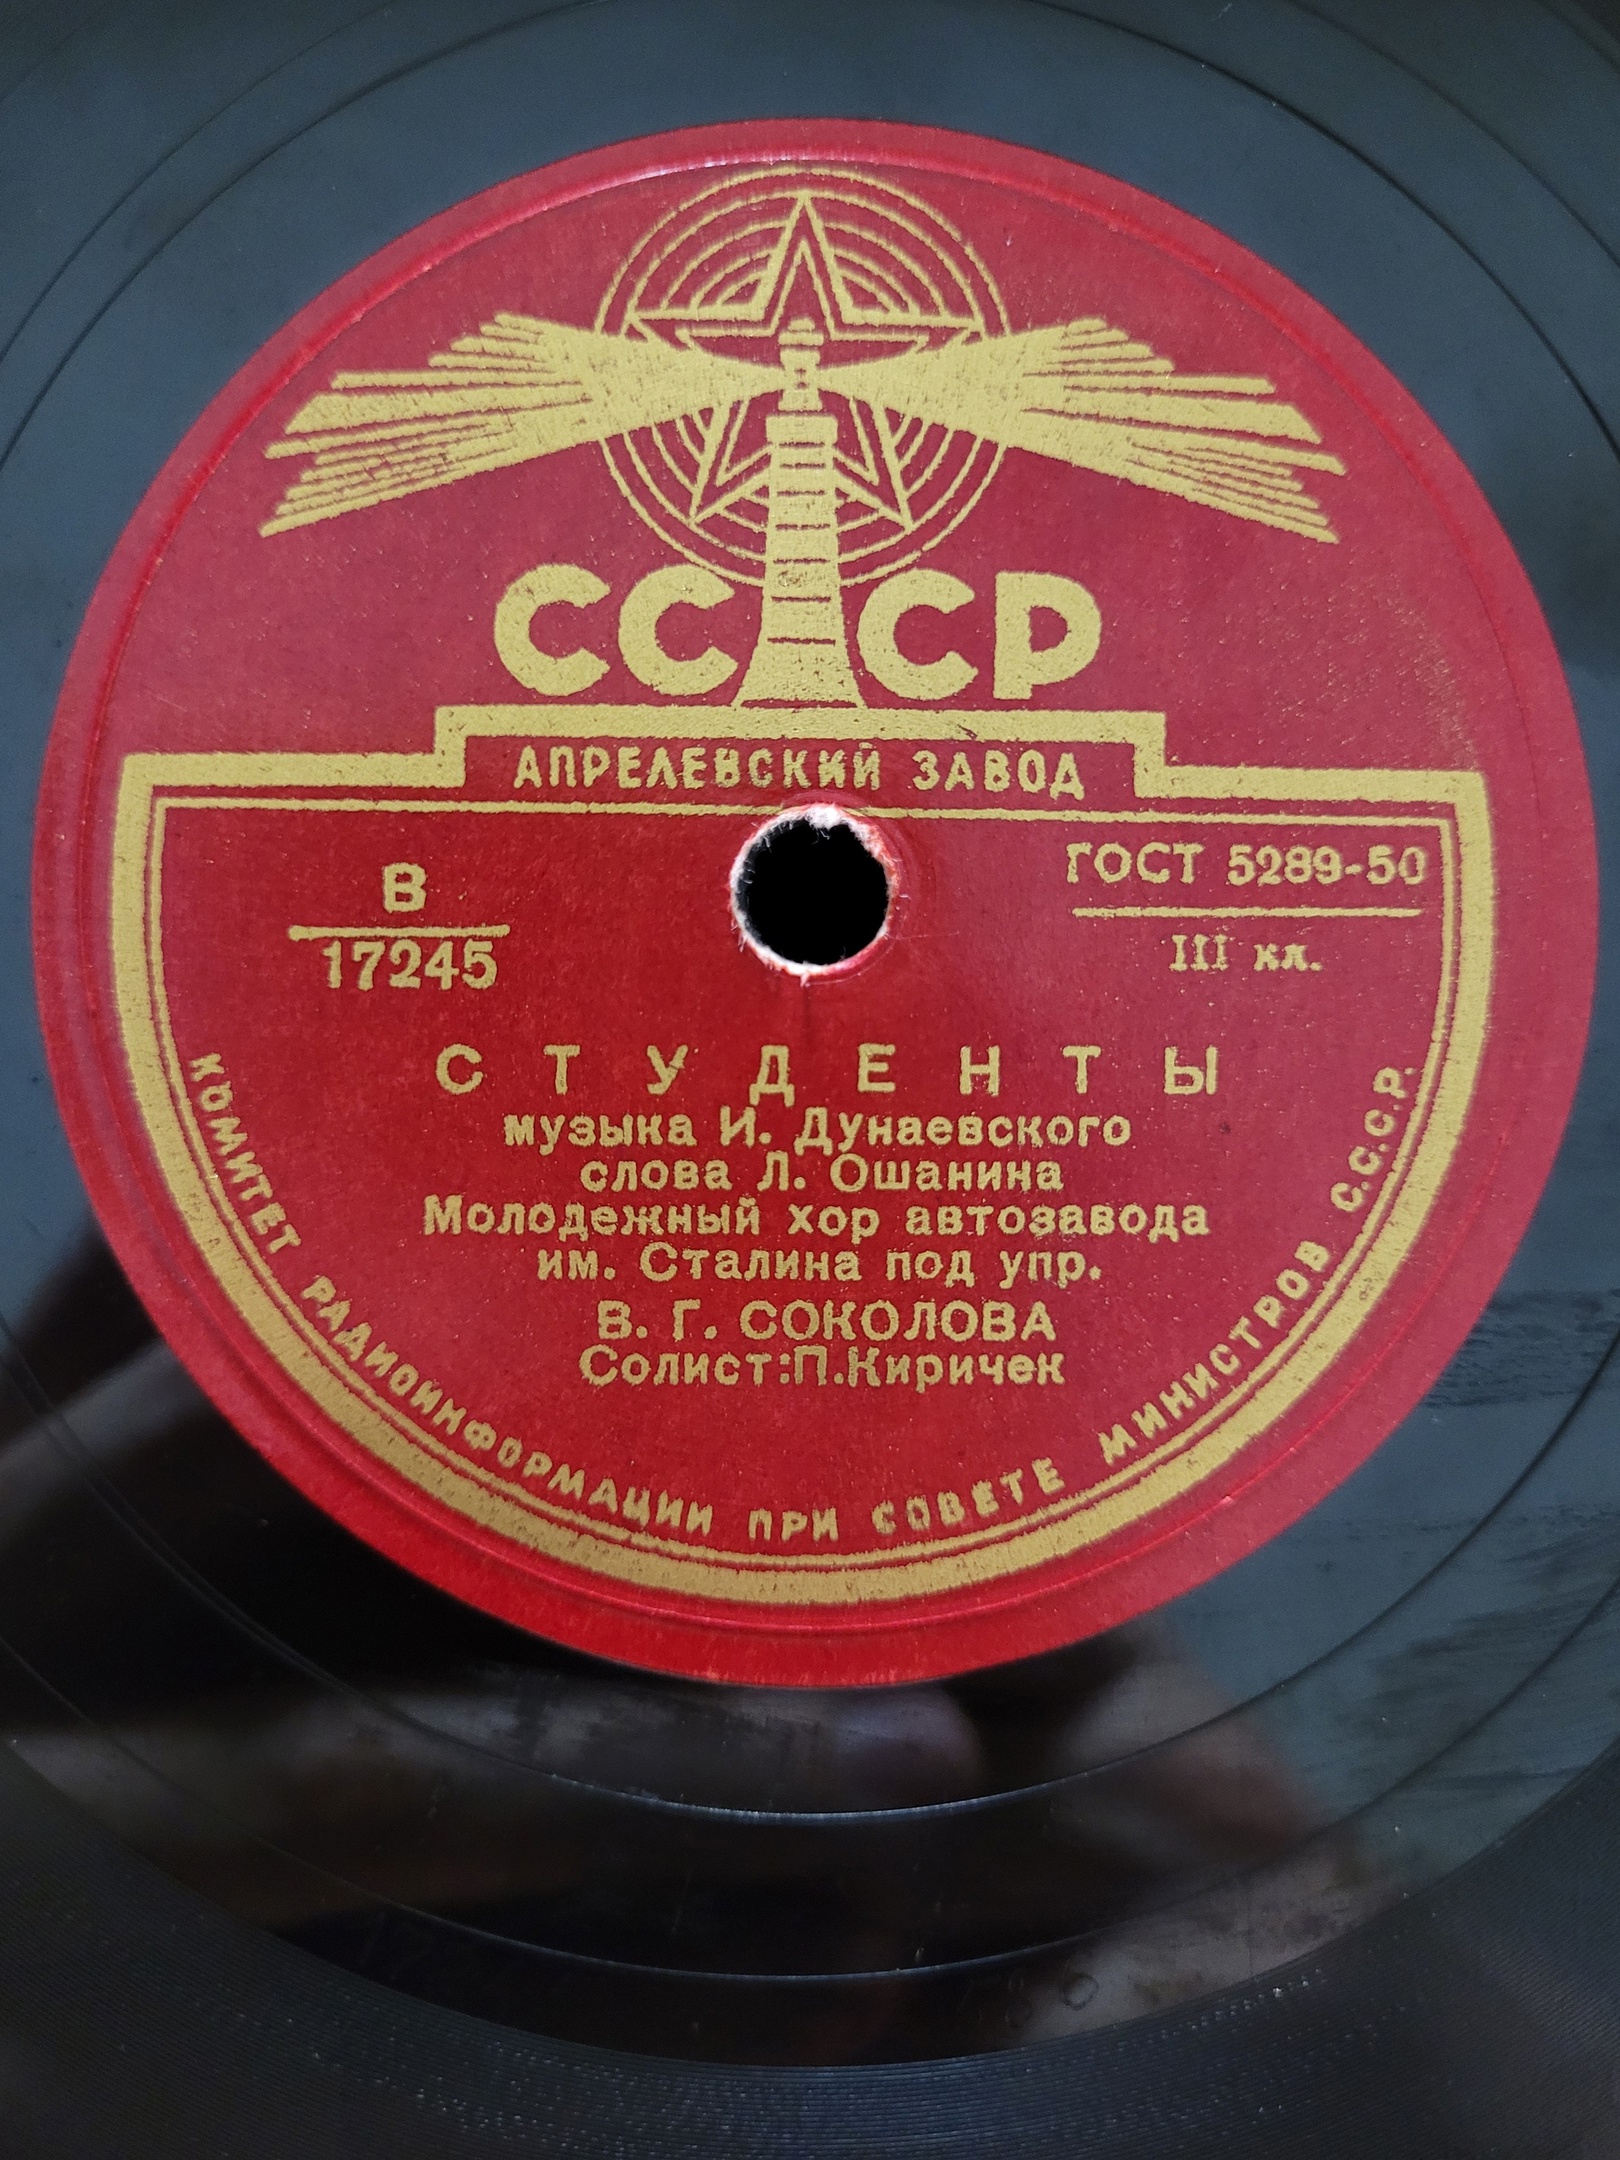 СССР
АПРЕЛЕВСКИЙ ЗАВОД
В
17245
ГОСТ 5289-50
III кл.
СТУДЕНТЫ
музыка И. Дунаевского
слова Л. Ошанина
Молодежный хор автозавода
им. Сталина под упр.
В. Г. СОКОЛОВА
Солист:П.Киричек
КОМИТЕТ РАДИОИНФОРМАЦИИ ПРИ СОВЕТЕ МИНИСТРОВ С.С.С.Р.